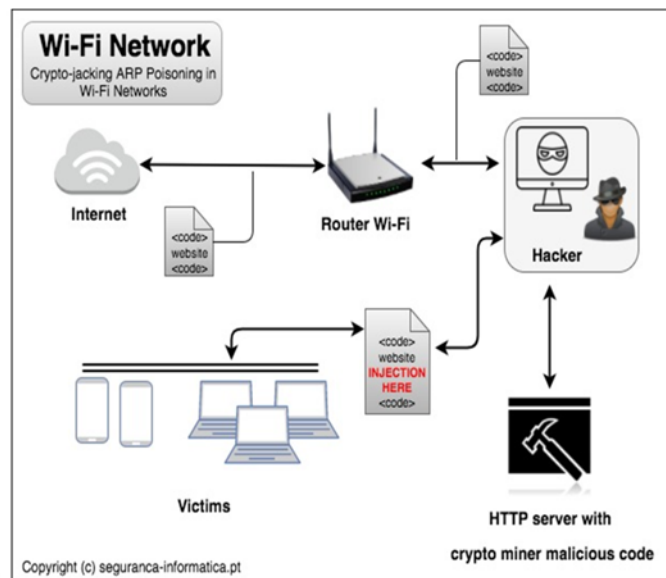 Wi-Fi Network
Crypto-jacking ARP Poisoning in
Wi-Fi Networks
<code>
website
<code>
Internet
Router Wi-Fi
Hacker
<code>
website
<code>
<code>
website
INJECTION
HERE
<code>
Victims
HTTP server with
crypto miner malicious code
Copyright (c) seguranca-informatica.pt